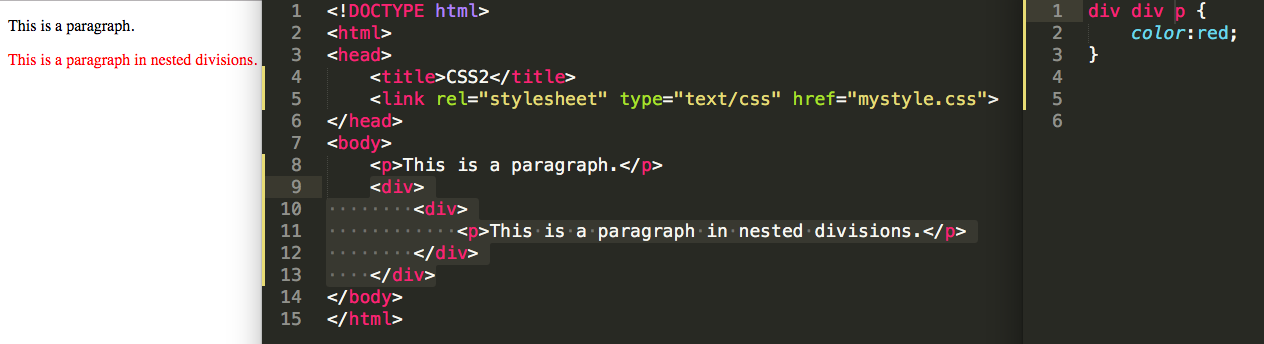 This is a paragraph.
This is a paragraph in nested divisions.
1 <!DOCTYPE html>
2 <html>
3 <head>
4 <title>CSS2</title>
5 <link rel="stylesheet" type="text/css" href="mystyle.css">
6 </head>
7 <body>
8 <p>This is a paragraph.</p>
9 <div>
10 <div>
11 <p>This is a paragraph in nested divisions.</p>
12 </div>
13 </div>
14 </body>
15 </html>
1 div div p {
2 color:red;
3 }
4
5
6